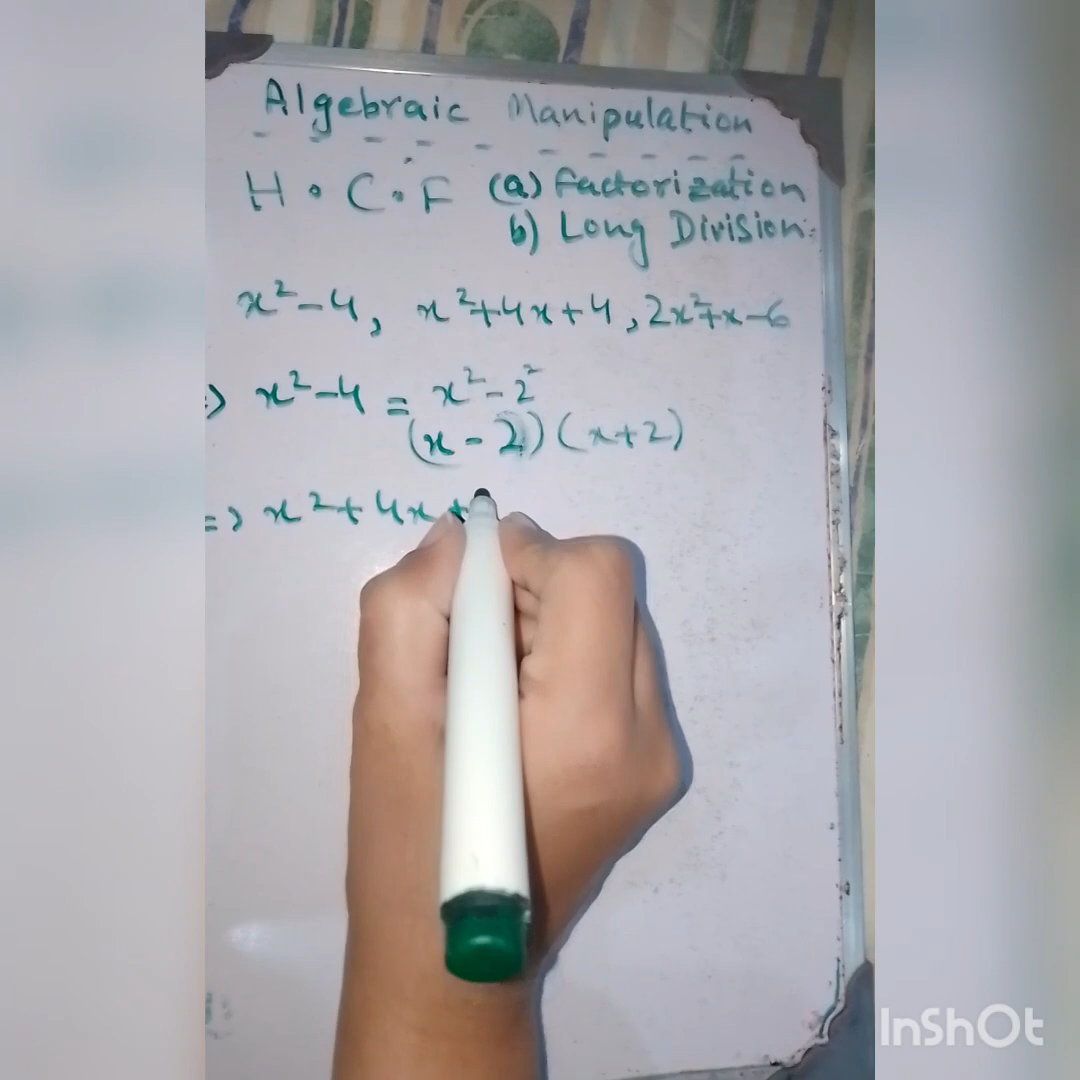 Algebraic Manipulation
H.C.F (a) Factorization
b) Long Division:
x²-4, x²+4x+4, 2x²+x-6
=) x²-4 = x²-2²
(x-2)(x+2)
=> x²+4x+
InShOt